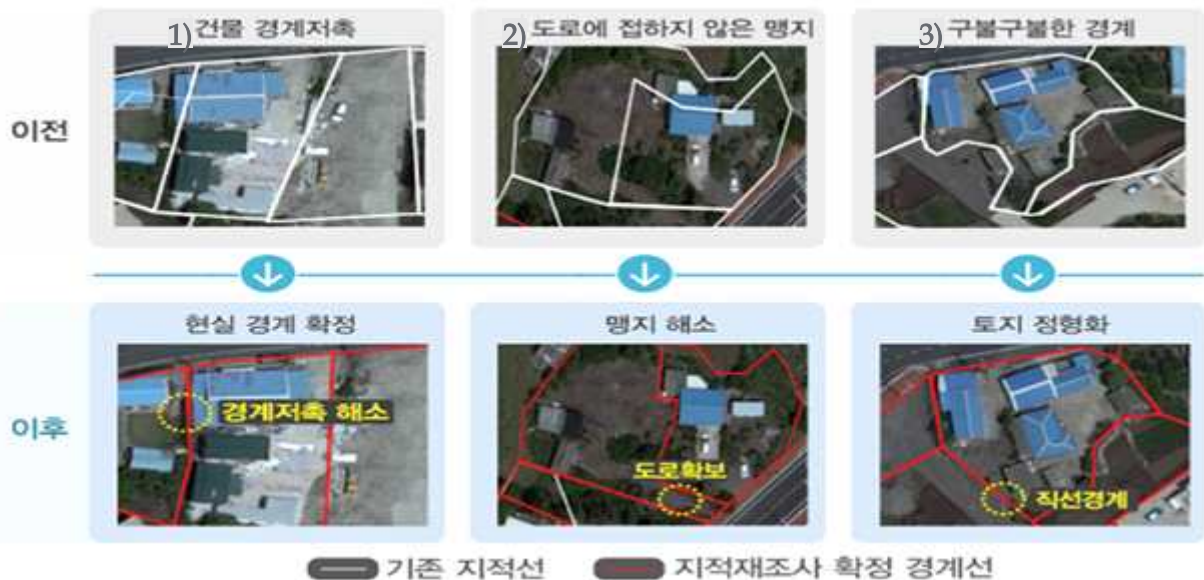 1) 건물 경계저촉
2) 도로에 접하지 않은 맹지
3) 구불구불한 경계
이전
현실 경계 확정
맹지 해소
토지 정형화
이후
경계저촉 해소
도로확보
직선경계
기존 지적선
지적재조사 확정 경계선